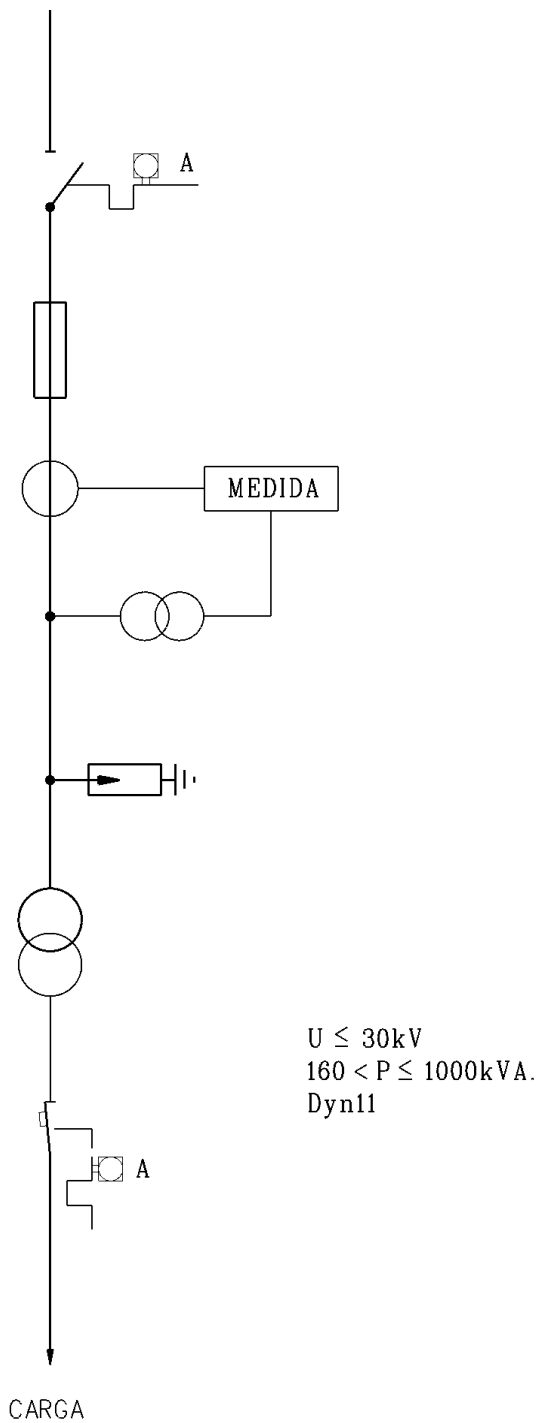 A
MEDIDA
U ≤ 30kV
160 < P ≤ 1000kVA.
Dyn11
A
CARGA